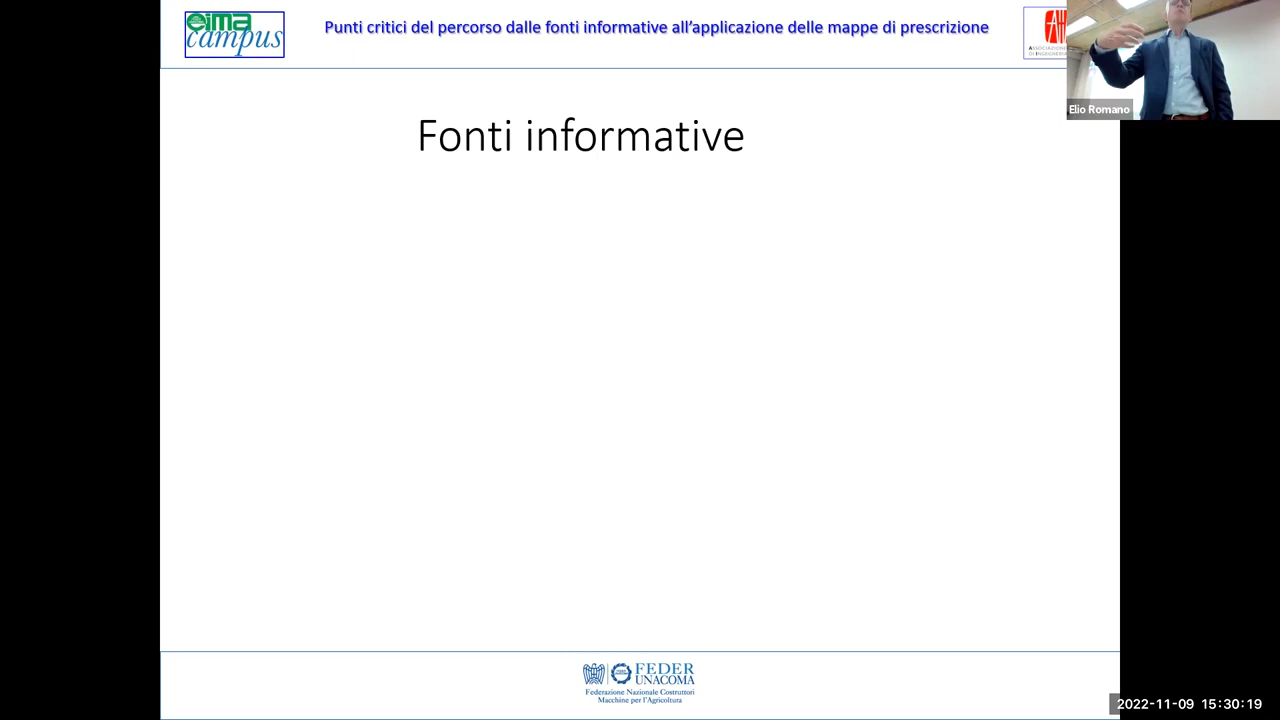 eima
campus
Punti critici del percorso dalle fonti informative all'applicazione delle mappe di prescrizione
Elio Romano
Fonti informative
FEDER
UNACOMA
Federazione Nazionale Costruttori
Macchine per l'Agricoltura
2022-11-09 15:30:19